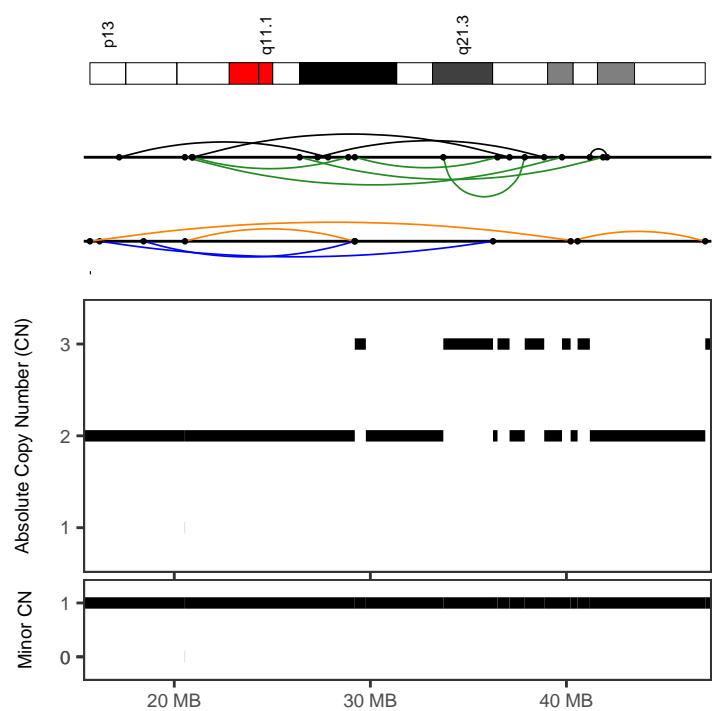 p13
q11.1
q21.3
Absolute Copy Number (CN)
3
2
1
Minor CN
1
0
20 MB
30 MB
40 MB